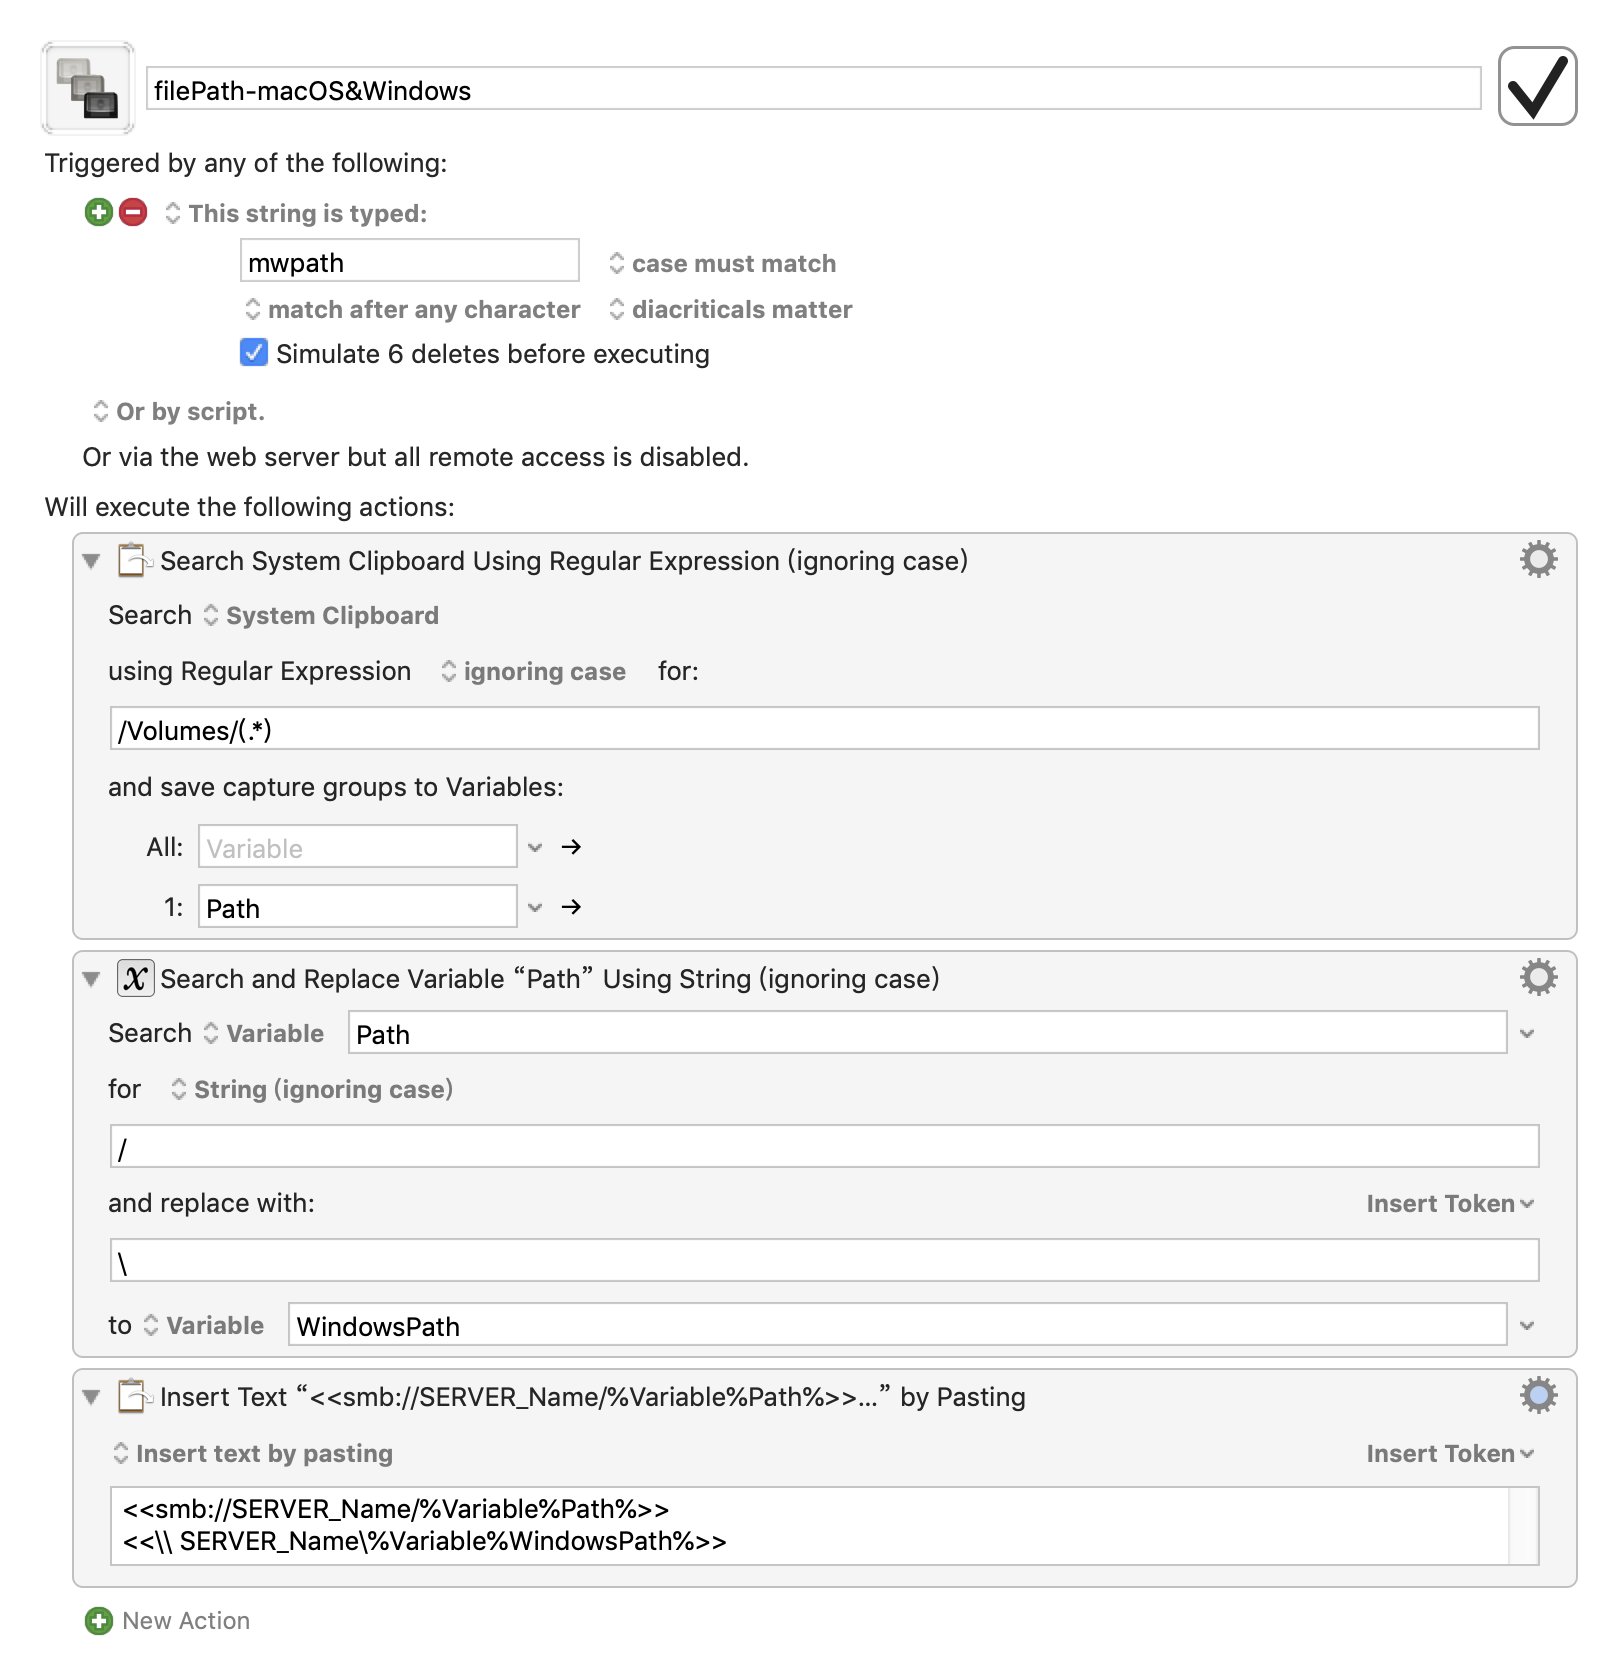 filePath-macOS&Windows
Triggered by any of the following:
This string is typed:
mwpath case must match
match after any character diacriticals matter
Simulate 6 deletes before executing
Or by script.
Or via the web server but all remote access is disabled.
Will execute the following actions:
Search System Clipboard Using Regular Expression (ignoring case)
Search System Clipboard
using Regular Expression ignoring case for:
/Volumes/(.*)
and save capture groups to Variables:
All: Variable →
1: Path →
x Search and Replace Variable “Path” Using String (ignoring case)
Search Variable Path
for String (ignoring case)
/
and replace with: Insert Token
\
to Variable WindowsPath
Insert Text “<<smb://SERVER_Name/%Variable%Path%>>…” by Pasting
Insert text by pasting Insert Token
<<smb://SERVER_Name/%Variable%Path%>>
<<\\ SERVER_Name\%Variable%WindowsPath%>>
New Action